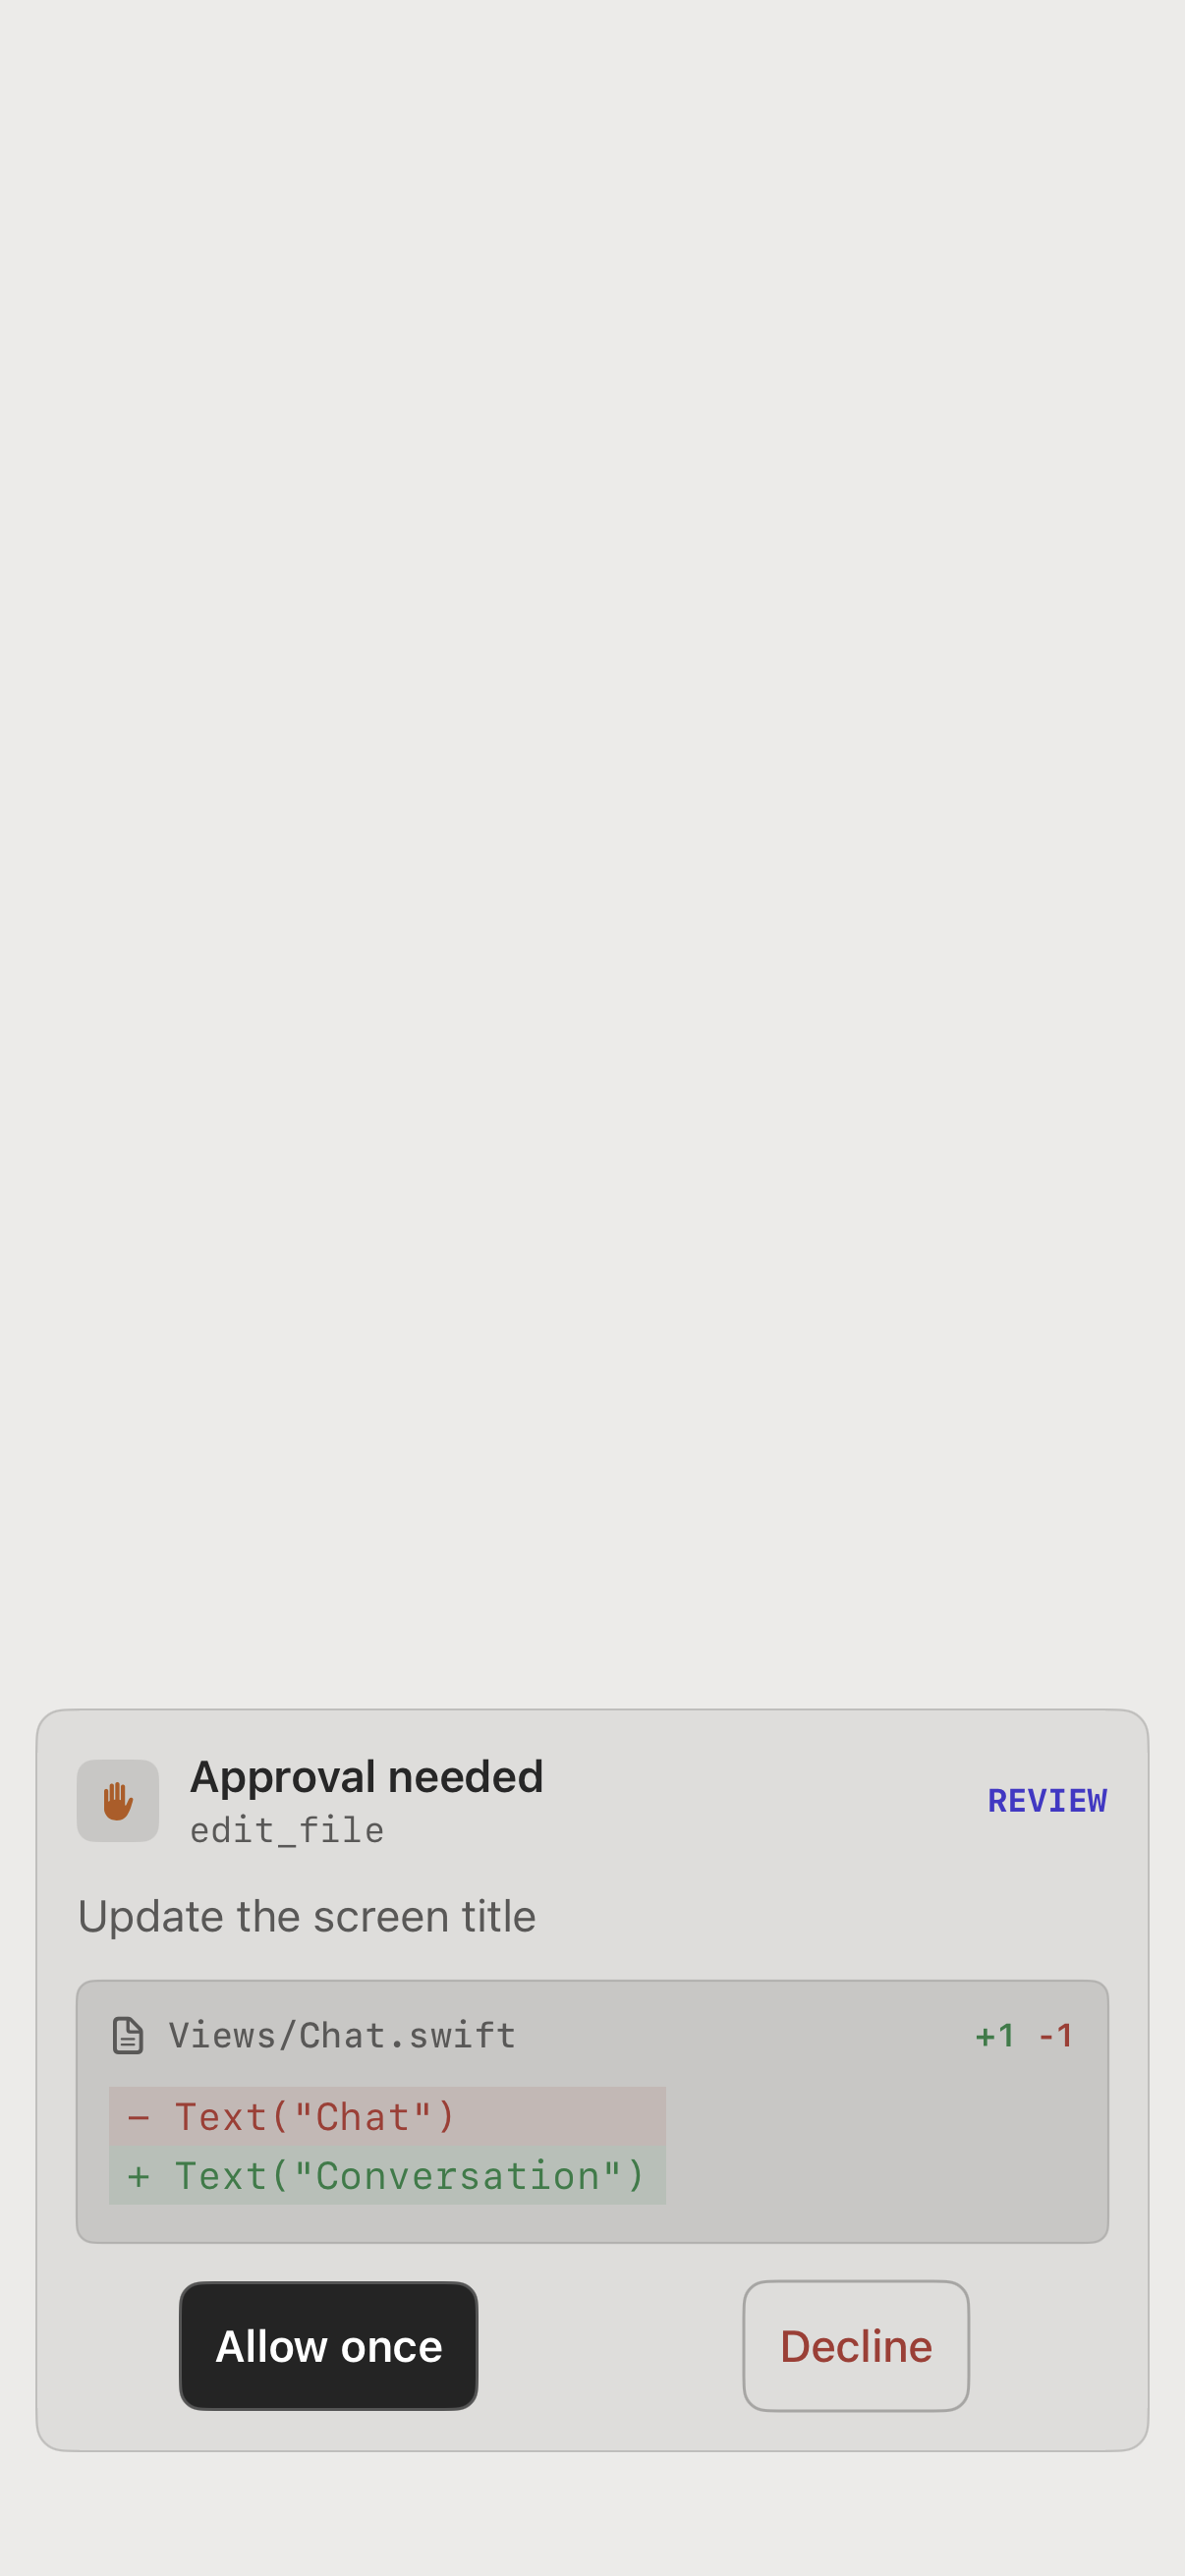 Approval needed
REVIEW
edit_file
Update the screen title
Views/Chat.swift +1 -1
− Text("Chat")
+ Text("Conversation")
Allow once
Decline